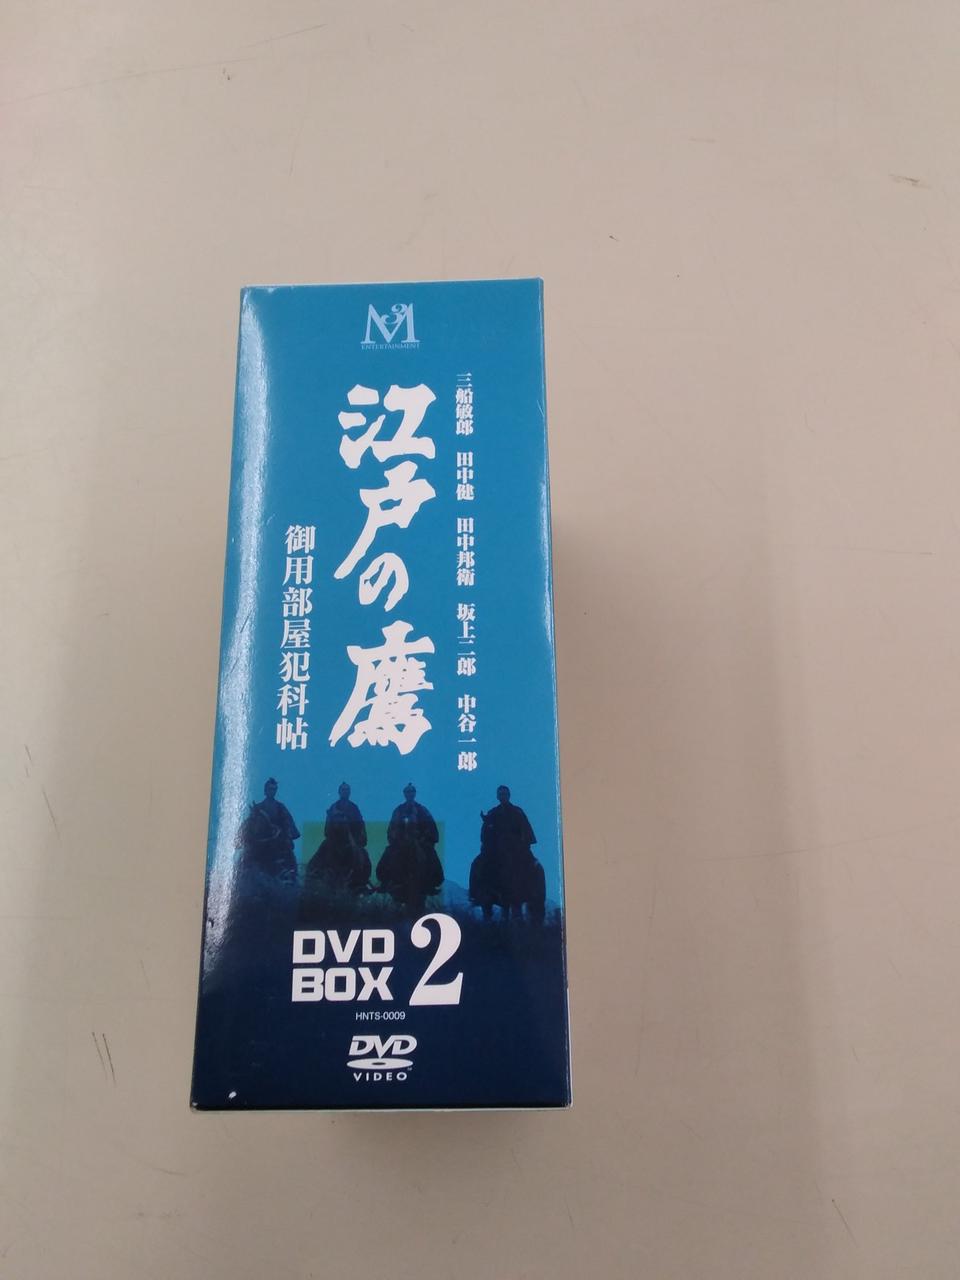 M3
ENTERTAINMENT
三船敏郎 田中健 田中邦衛 坂上二郎 中谷一郎
江戸の鷹
御用部屋犯科帖
DVD
BOX 2
HNTS-0009
DVD
VIDEO